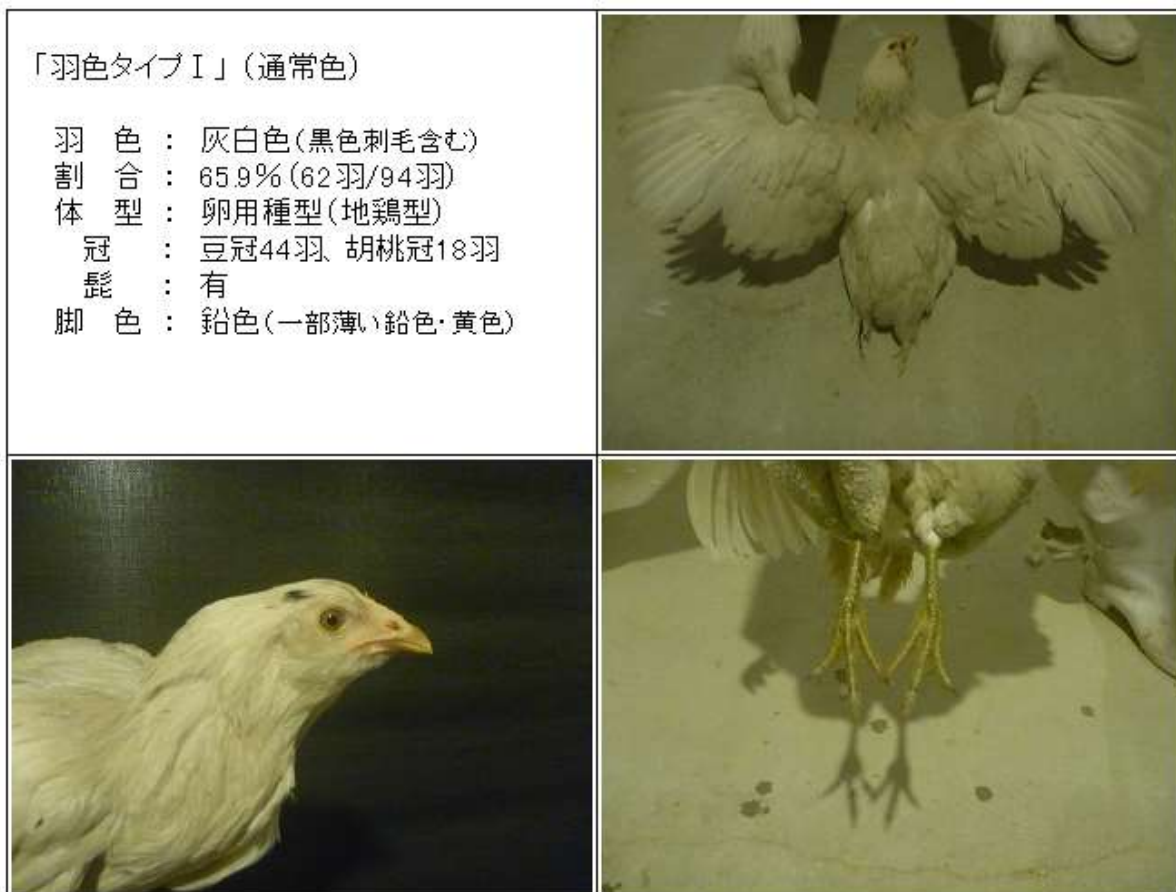 「羽色タイプⅠ」(通常色)
羽 色 : 灰白色(黒色刺毛含む)
割 合 : 65.9%(62羽/94羽)
体 型 : 卵用種型(地鶏型)
冠 : 豆冠44羽、胡桃冠18羽
髭 : 有
脚 色 : 鉛色(一部薄い鉛色・黄色)